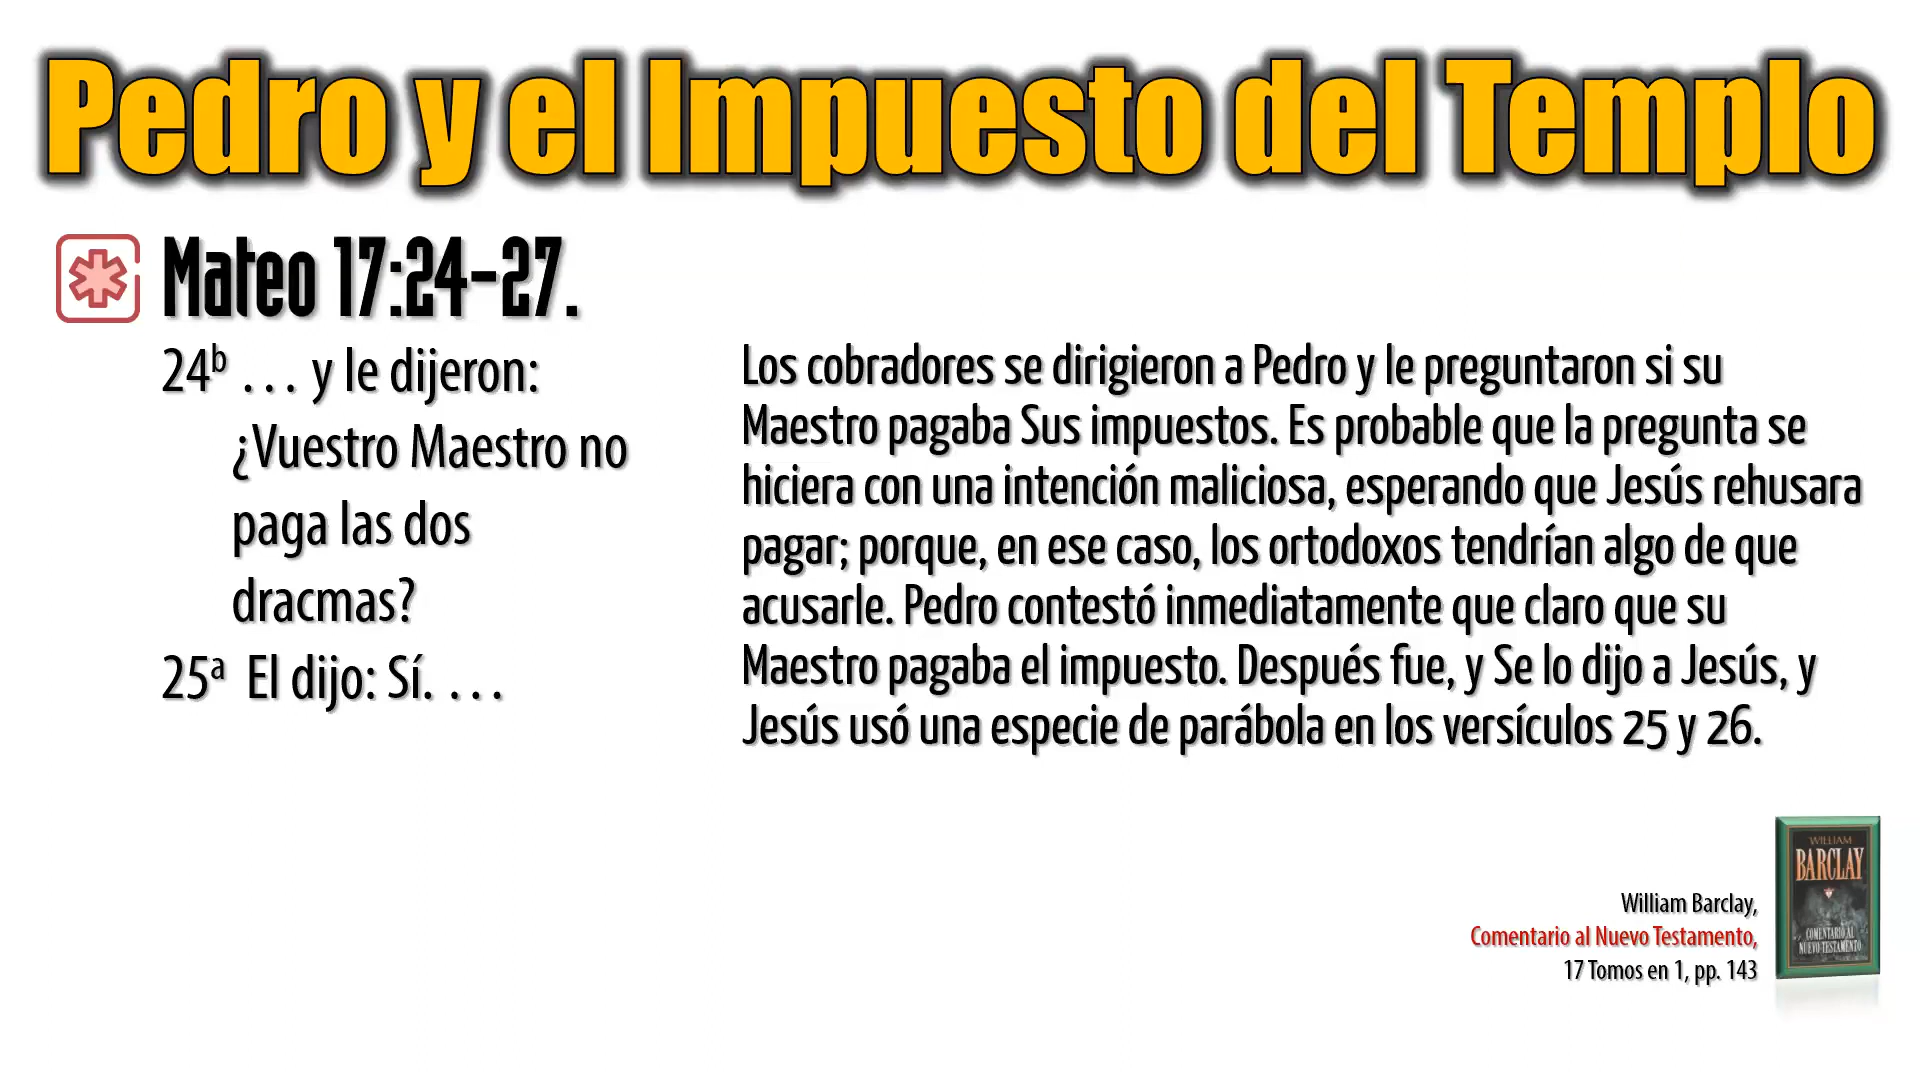 Pedro y el Impuesto del Templo
Mateo 17:24-27.
24ᵇ … y le dijeron:
¿Vuestro Maestro no
paga las dos
dracmas?
25ᵃ El dijo: Sí. …
Los cobradores se dirigieron a Pedro y le preguntaron si su
Maestro pagaba Sus impuestos. Es probable que la pregunta se
hiciera con una intención maliciosa, esperando que Jesús rehusara
pagar; porque, en ese caso, los ortodoxos tendrían algo de que
acusarle. Pedro contestó inmediatamente que claro que su
Maestro pagaba el impuesto. Después fue, y Se lo dijo a Jesús, y
Jesús usó una especie de parábola en los versículos 25 y 26.
William Barclay,
Comentario al Nuevo Testamento,
17 Tomos en 1, pp. 143
WILLIAM
BARCLAY
COMENTARIO AL
NUEVO TESTAMENTO